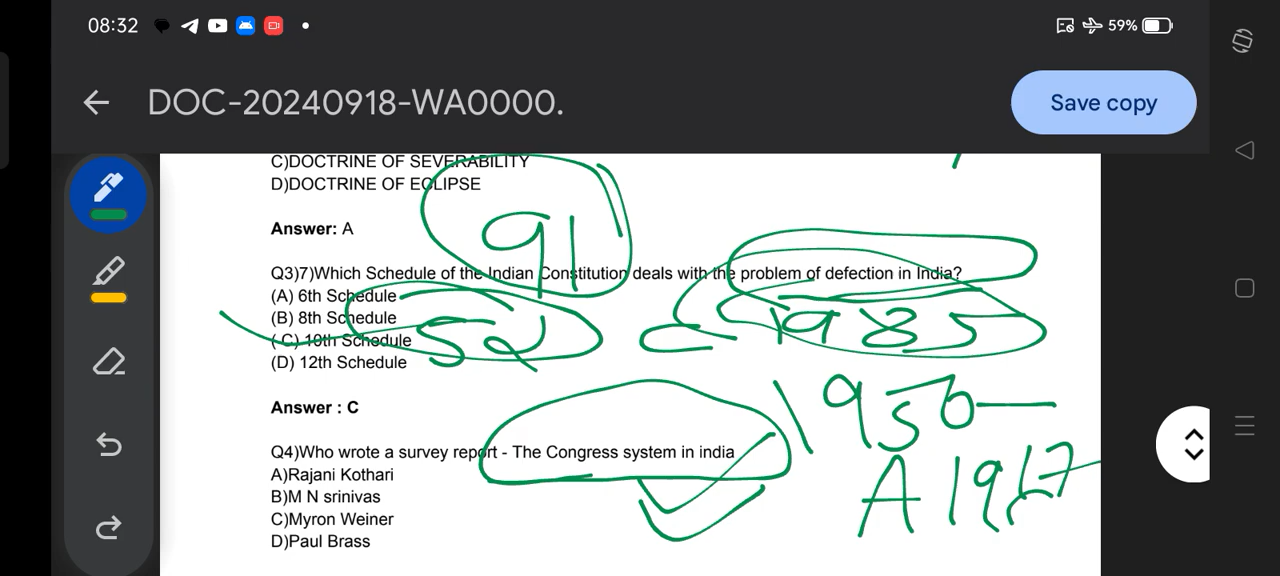 08:32
59%
DOC-20240918-WA0000.
Save copy
C)DOCTRINE OF SEVERABILITY
D)DOCTRINE OF ECLIPSE
Answer: A
91
Q3)7)Which Schedule of the Indian Constitution deals with the problem of defection in India?
(A) 6th Schedule
(B) 8th Schedule
( C) 10th Schedule
52 1985
(D) 12th Schedule
1950
Answer : C
Q4)Who wrote a survey report - The Congress system in india
A)Rajani Kothari
A 1967
B)M N srinivas
C)Myron Weiner
D)Paul Brass